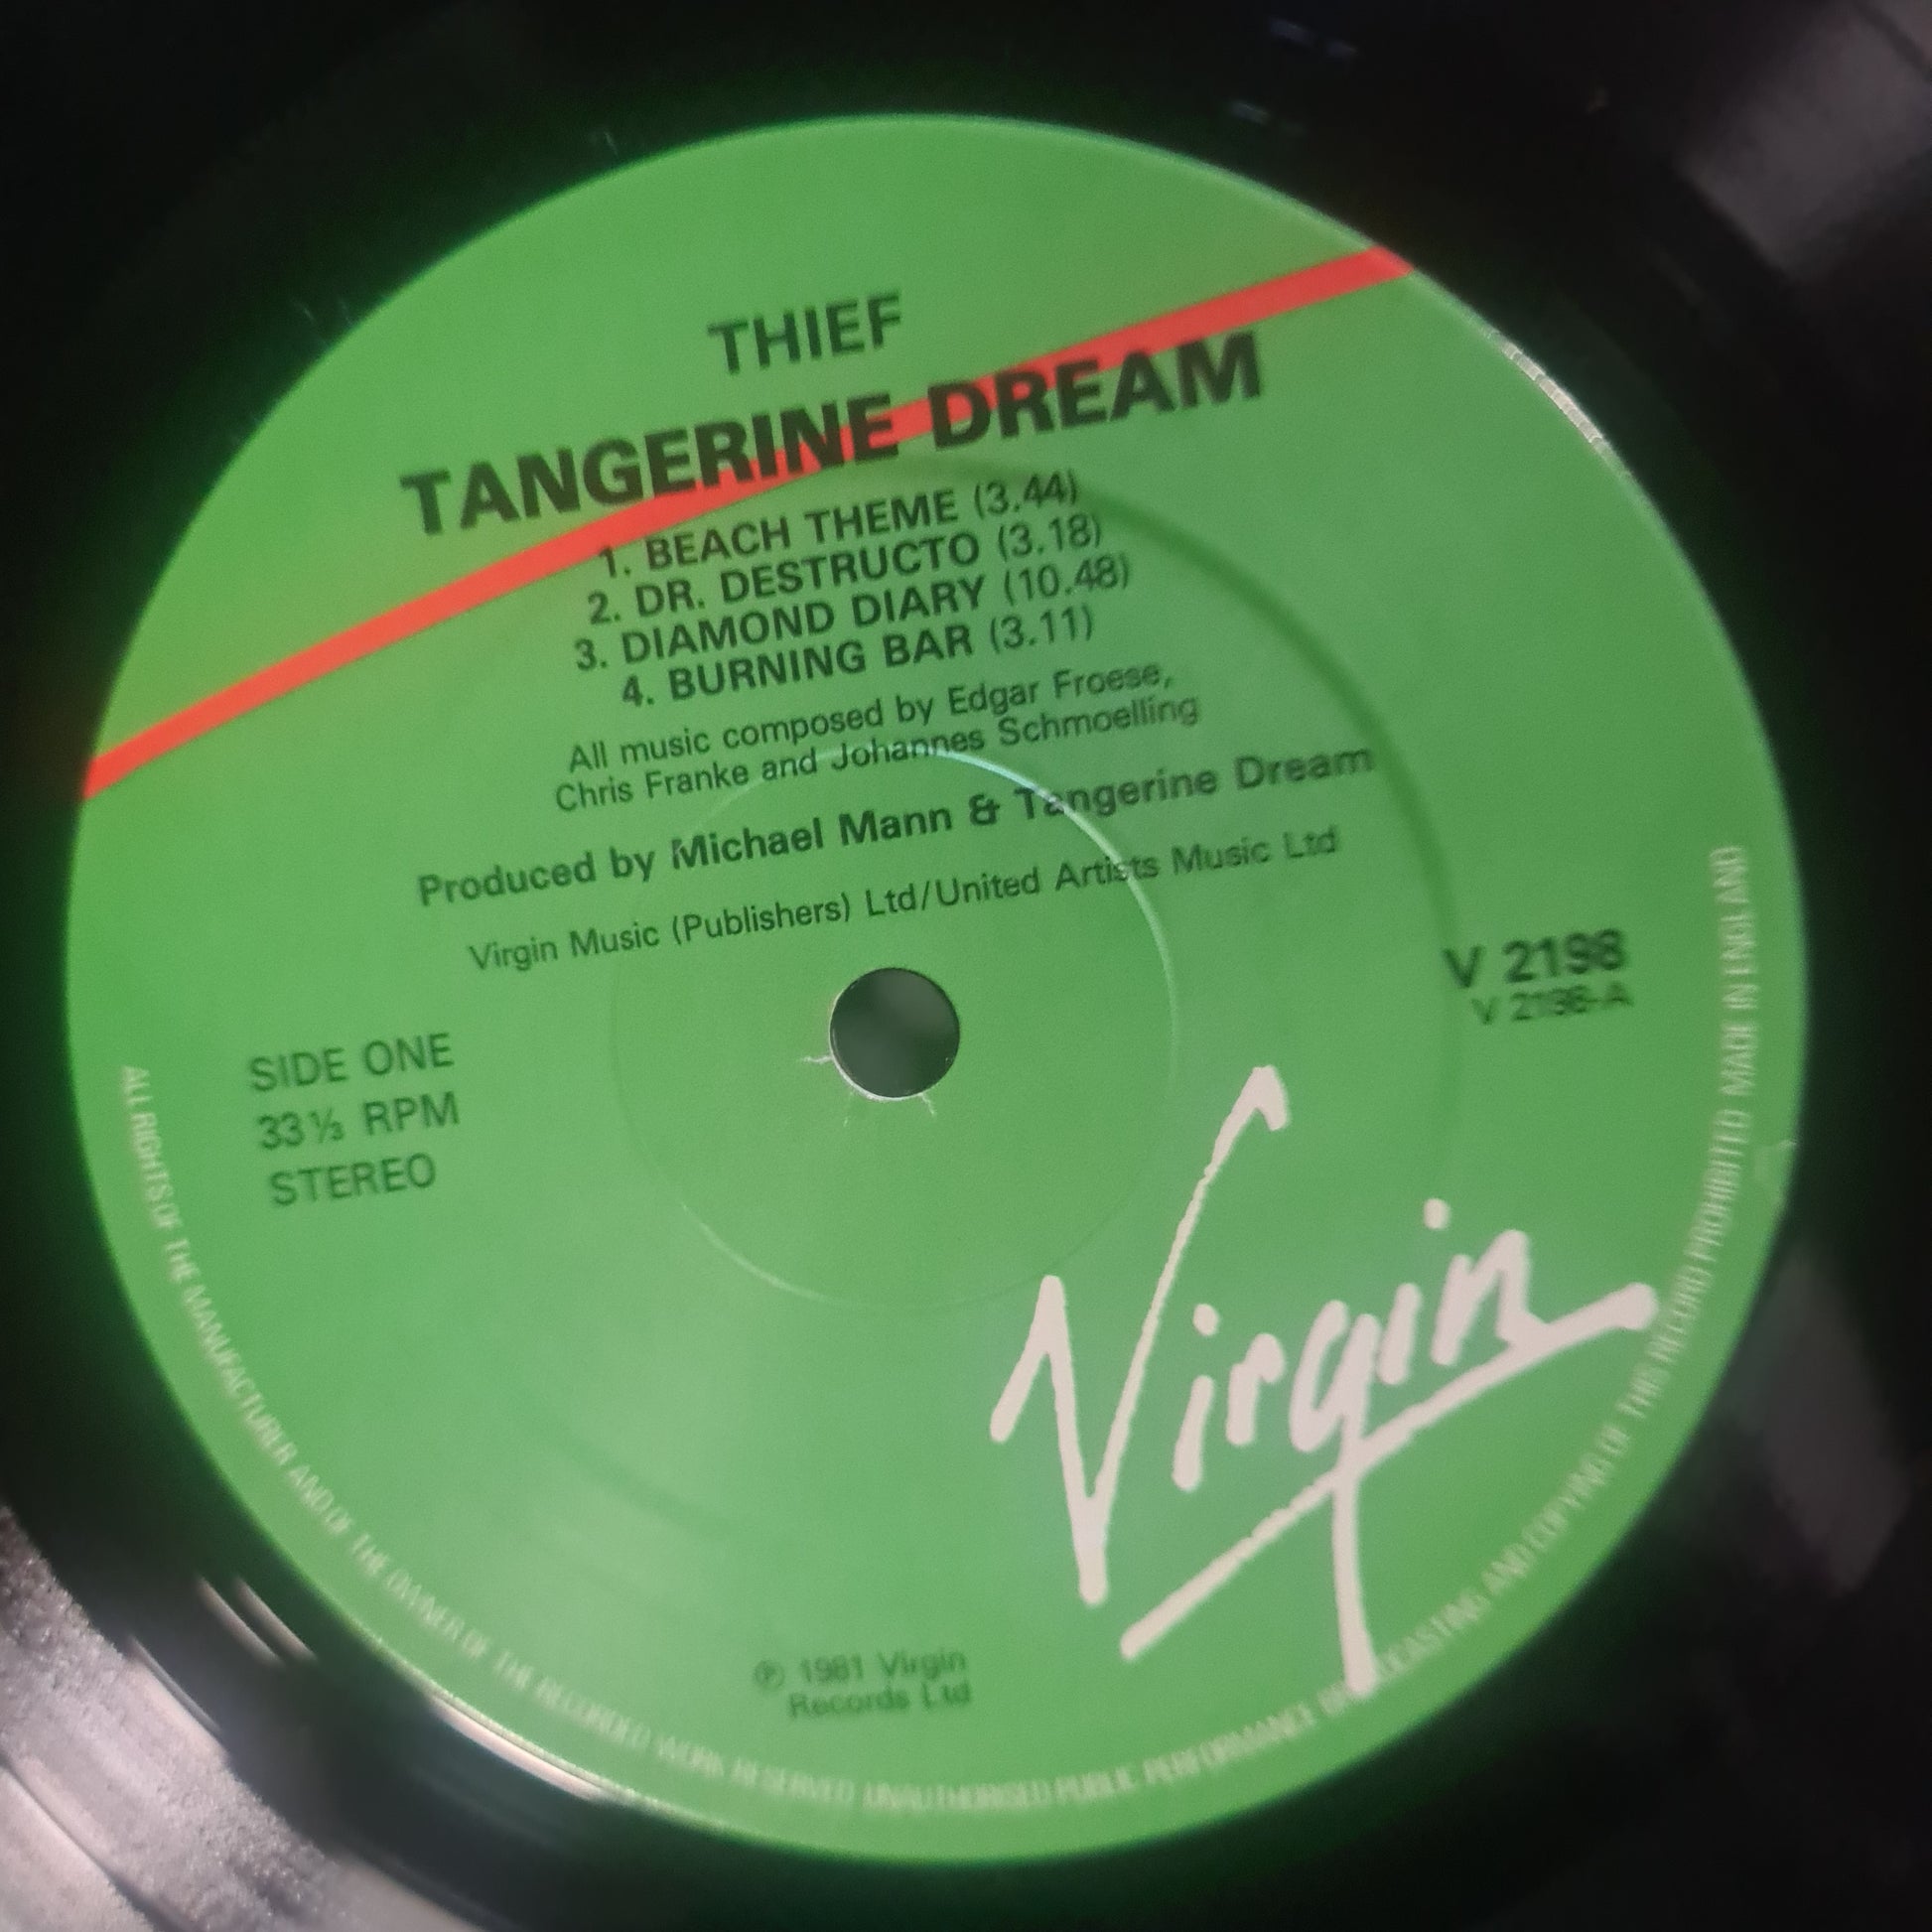 THIEF
TANGERINE DREAM
1. BEACH THEME (3.44)
2. DR. DESTRUCTO (3.18)
3. DIAMOND DIARY (10.48)
4. BURNING BAR (3.11)
All music composed by Edgar Froese,
Chris Franke and Johannes Schmoelling
Produced by Michael Mann & Tangerine Dream
Virgin Music (Publishers) Ltd/United Artists Music Ltd
V 2198
V 2198-A
SIDE ONE
33⅓ RPM
STEREO
Virgin
℗ 1981 Virgin
Records Ltd
ALL RIGHTS OF THE MANUFACTURER AND OF THE OWNER OF THE RECORDED WORK RESERVED UNAUTHORISED PUBLIC PERFORMANCE BROADCASTING AND COPYING OF THIS RECORD PROHIBITED MADE IN ENGLAND